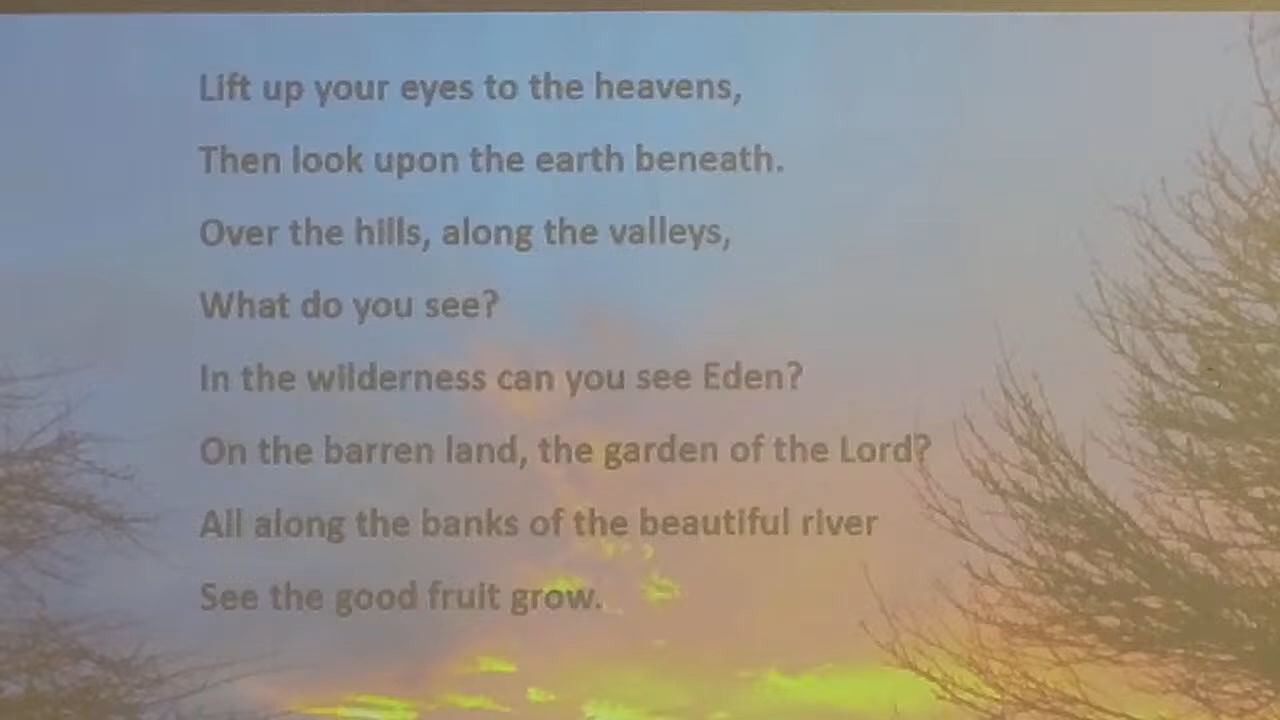 Lift up your eyes to the heavens,
Then look upon the earth beneath.
Over the hills, along the valleys,
What do you see?
In the wilderness can you see Eden?
On the barren land, the garden of the Lord?
All along the banks of the beautiful river
See the good fruit grow.